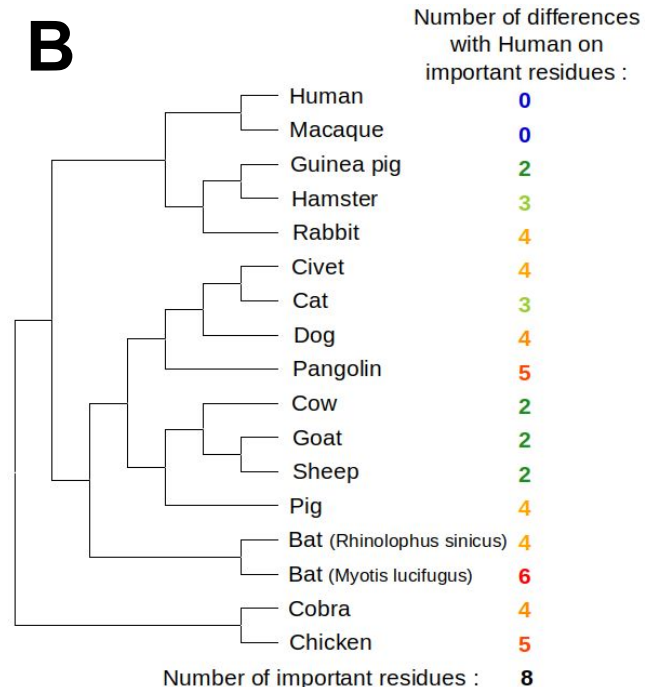 B
Number of differences
with Human on
important residues :
Human 0
Macaque 0
Guinea pig 2
Hamster 3
Rabbit 4
Civet 4
Cat 3
Dog 4
Pangolin 5
Cow 2
Goat 2
Sheep 2
Pig 4
Bat (Rhinolophus sinicus) 4
Bat (Myotis lucifugus) 6
Cobra 4
Chicken 5
Number of important residues : 8